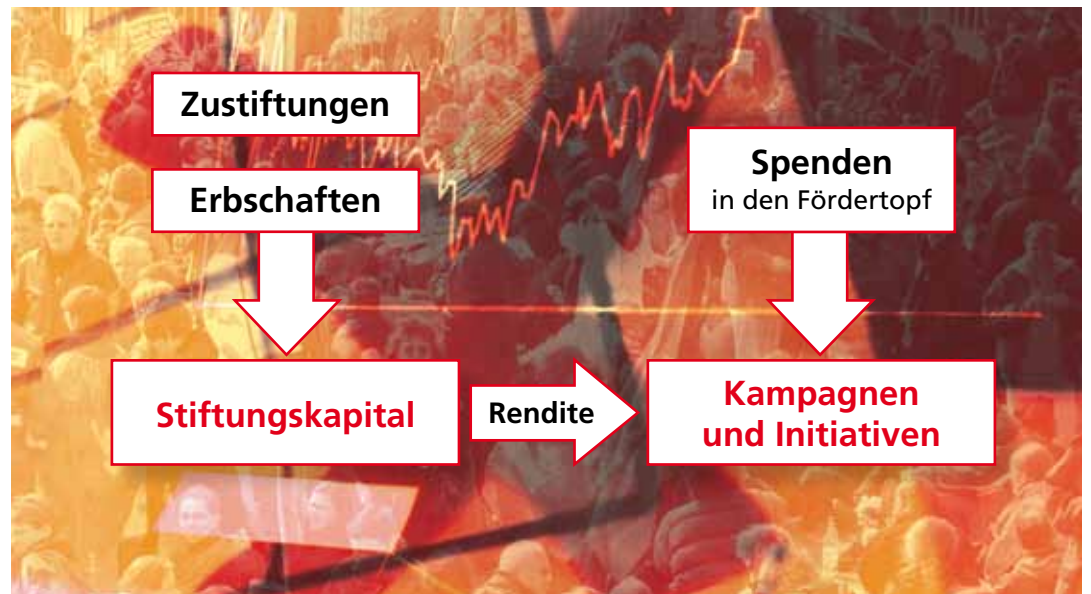 Zustiftungen
Erbschaften
Spenden
in den Fördertopf
Stiftungskapital
Rendite
Kampagnen
und Initiativen